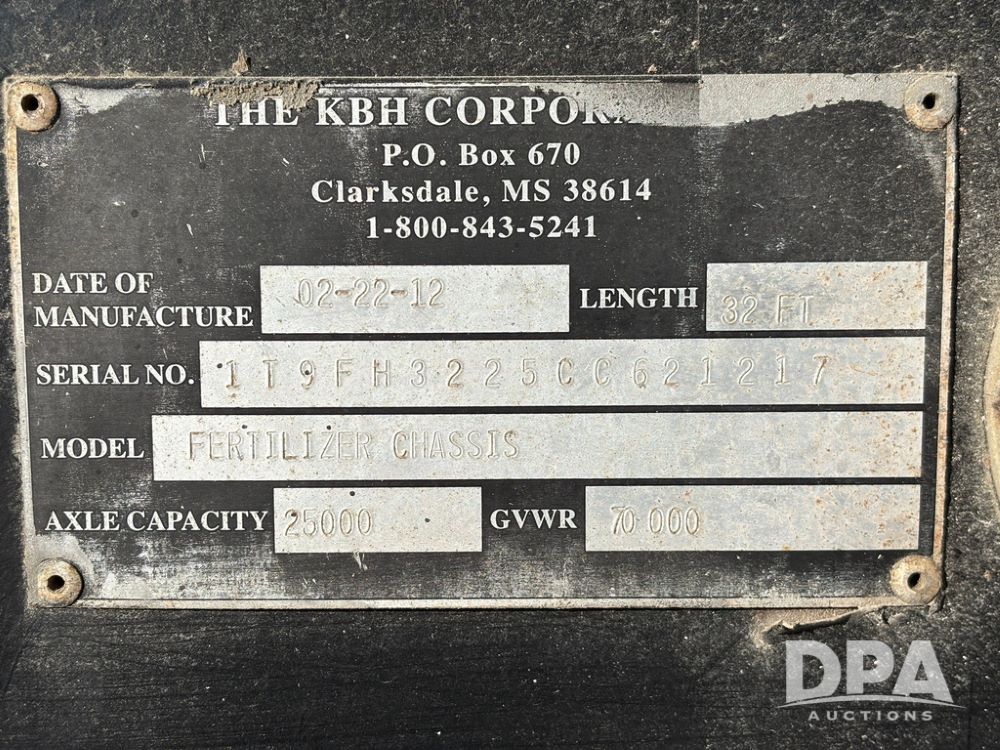 THE KBH CORPOR
P.O. Box 670
Clarksdale, MS 38614
1-800-843-5241
DATE OF MANUFACTURE 02-22-12 LENGTH 32 FT
SERIAL NO. 1T9FH3225CC621217
MODEL FERTILIZER CHASSIS
AXLE CAPACITY 25000 GVWR 70 000
DPA
AUCTIONS